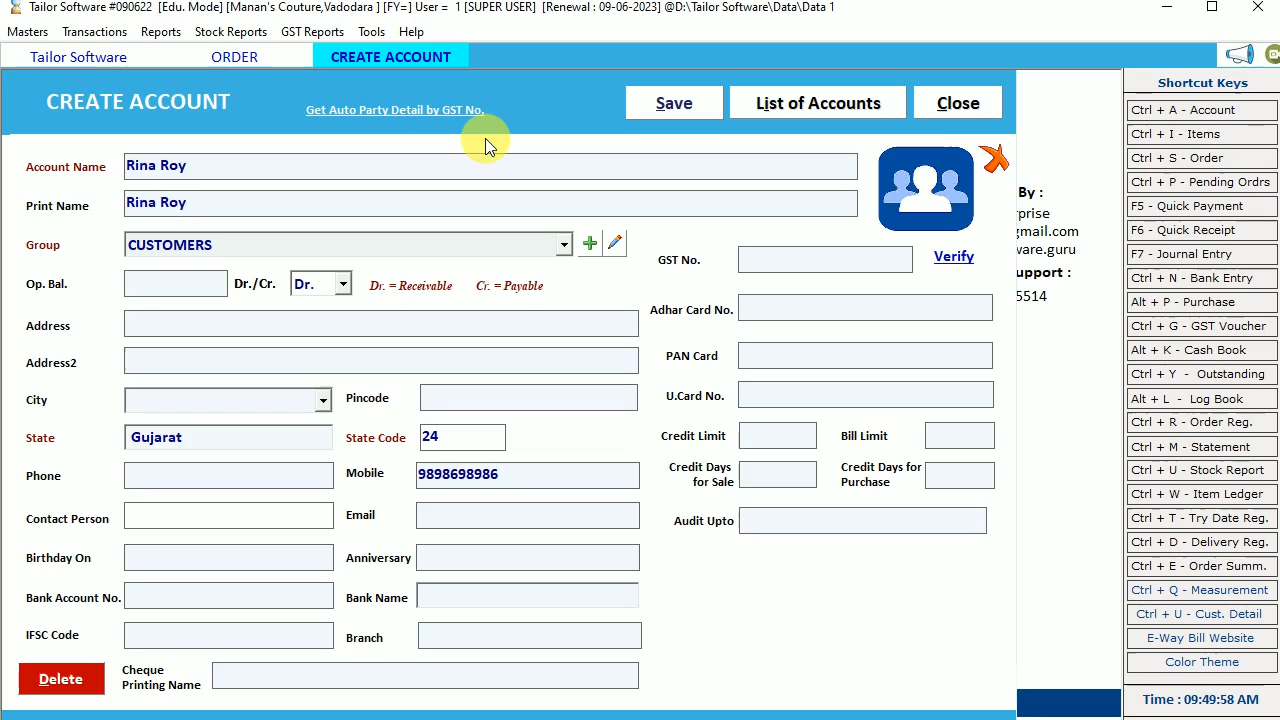 Tailor Software #090622 [Edu. Mode] [Manan's Couture,Vadodara ] [FY=] User = 1 [SUPER USER] [Renewal : 09-06-2023] @D:\Tailor Software\Data\Data 1
Masters Transactions Reports Stock Reports GST Reports Tools Help
Tailor Software ORDER CREATE ACCOUNT
CREATE ACCOUNT
Get Auto Party Detail by GST No.
Save List of Accounts Close
Account Name Rina Roy
Print Name Rina Roy
Group CUSTOMERS
Op. Bal. Dr./Cr. Dr. Dr. = Receivable Cr. = Payable
Address
Address2
City Pincode
State Gujarat State Code 24
Phone Mobile 9898698986
Contact Person Email
Birthday On Anniversary
Bank Account No. Bank Name
IFSC Code Branch
Delete Cheque
Printing Name
GST No. Verify
Adhar Card No.
PAN Card
U.Card No.
Credit Limit Bill Limit
Credit Days
for Sale
Credit Days for
Purchase
Audit Upto
By :
rprise
gmail.com
ware.guru
upport :
5514
Shortcut Keys
Ctrl + A - Account
Ctrl + I - Items
Ctrl + S - Order
Ctrl + P - Pending Ordrs
F5 - Quick Payment
F6 - Quick Receipt
F7 - Journal Entry
Ctrl + N - Bank Entry
Alt + P - Purchase
Ctrl + G - GST Voucher
Alt + K - Cash Book
Ctrl + Y - Outstanding
Alt + L - Log Book
Ctrl + R - Order Reg.
Ctrl + M - Statement
Ctrl + U - Stock Report
Ctrl + W - Item Ledger
Ctrl + T - Try Date Reg.
Ctrl + D - Delivery Reg.
Ctrl + E - Order Summ.
Ctrl + Q - Measurement
Ctrl + U - Cust. Detail
E-Way Bill Website
Color Theme
Time : 09:49:58 AM